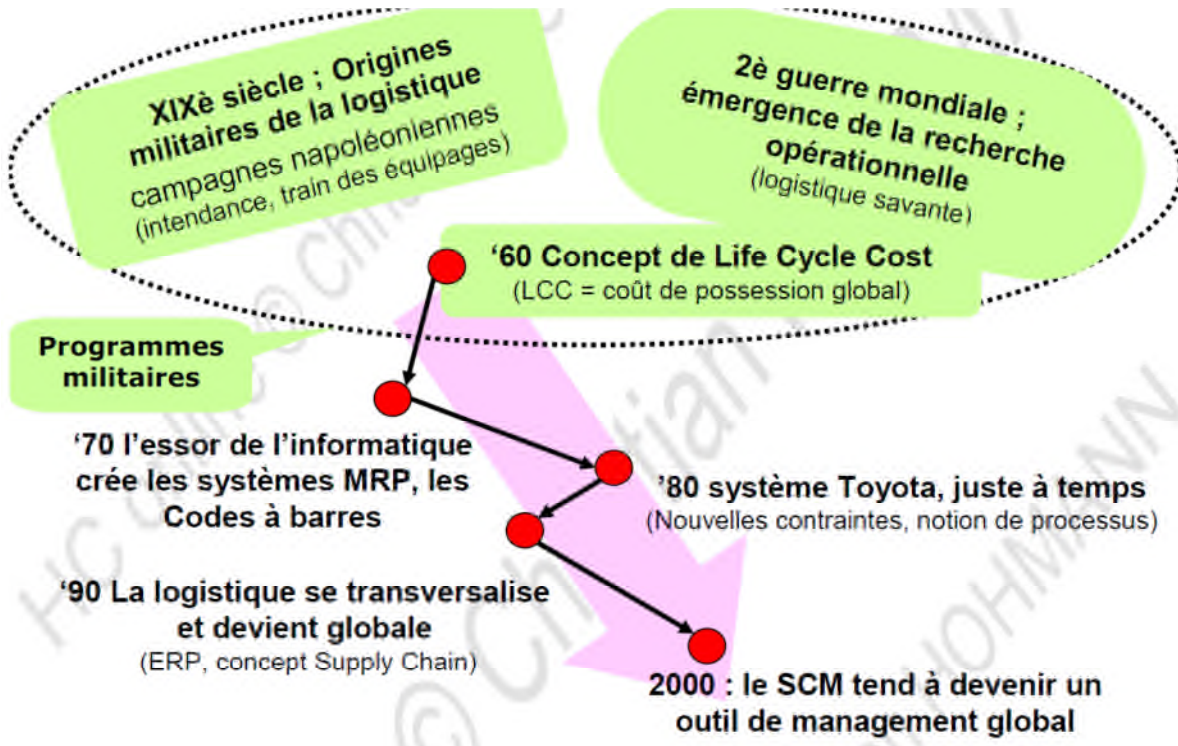 XIXè siècle ; Origines
militaires de la logistique
campagnes napoléoniennes
(intendance, train des équipages)
2è guerre mondiale ;
émergence de la recherche
opérationnelle
(logistique savante)
‘60 Concept de Life Cycle Cost
(LCC = coût de possession global)
Programmes
militaires
‘70 l’essor de l’informatique
crée les systèmes MRP, les
Codes à barres
’80 système Toyota, juste à temps
(Nouvelles contraintes, notion de processus)
‘90 La logistique se transversalise
et devient globale
(ERP, concept Supply Chain)
2000 : le SCM tend à devenir un
outil de management global
© Christian
HOHMANN